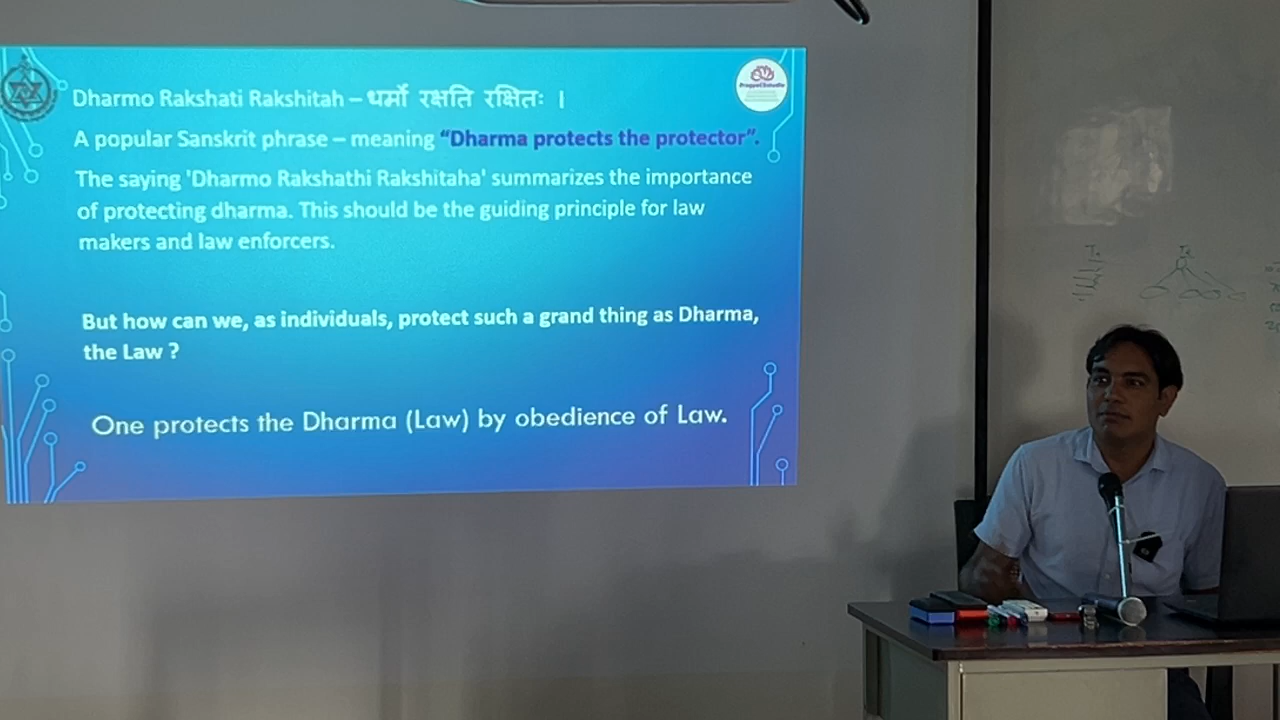 Dharmo Rakshati Rakshitah – धर्मो रक्षति रक्षितः ।
A popular Sanskrit phrase – meaning “Dharma protects the protector”.
The saying 'Dharmo Rakshathi Rakshitaha' summarizes the importance
of protecting dharma. This should be the guiding principle for law
makers and law enforcers.
But how can we, as individuals, protect such a grand thing as Dharma,
the Law ?
One protects the Dharma (Law) by obedience of Law.